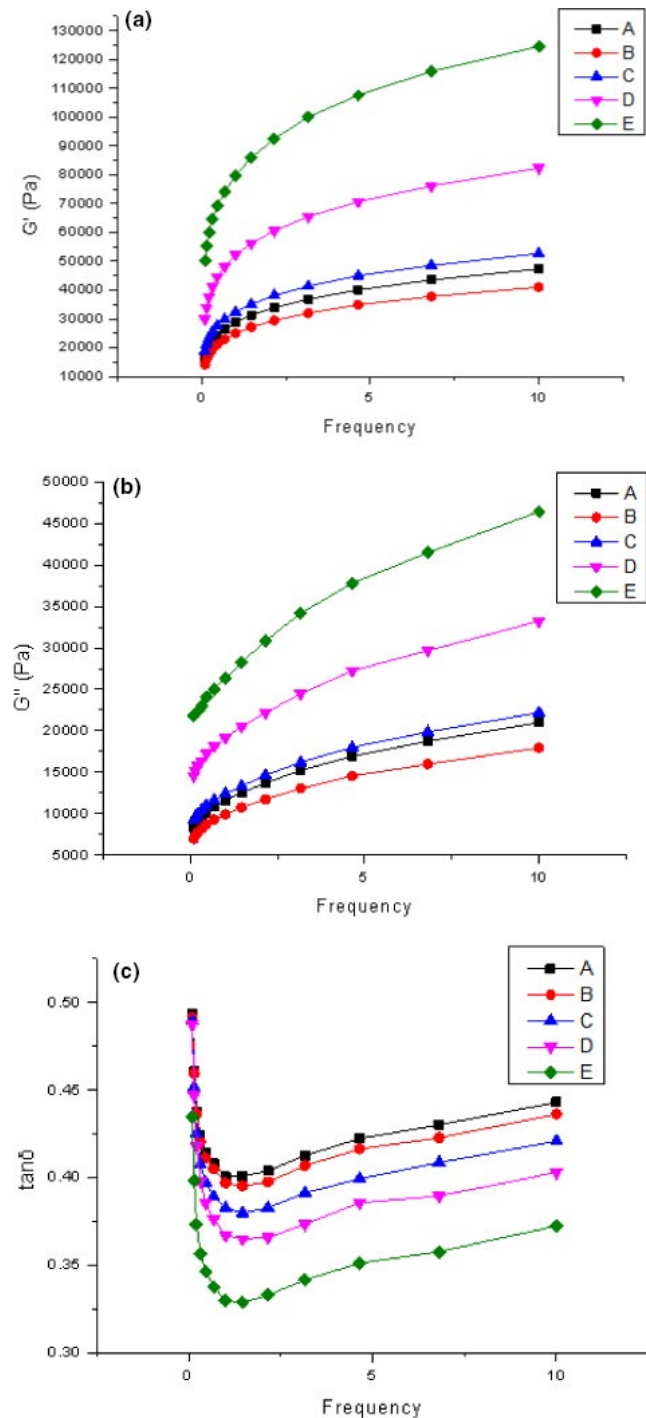 (a)
A
B
C
D
E
130000
120000
110000
100000
90000
80000
70000
60000
50000
40000
30000
20000
10000
G' (Pa)
0
5
10
Frequency
(b)
A
B
C
D
E
50000
45000
40000
35000
30000
25000
20000
15000
10000
5000
G'' (Pa)
0
5
10
Frequency
(c)
A
B
C
D
E
0.50
0.45
0.40
0.35
0.30
tanδ
0
5
10
Frequency